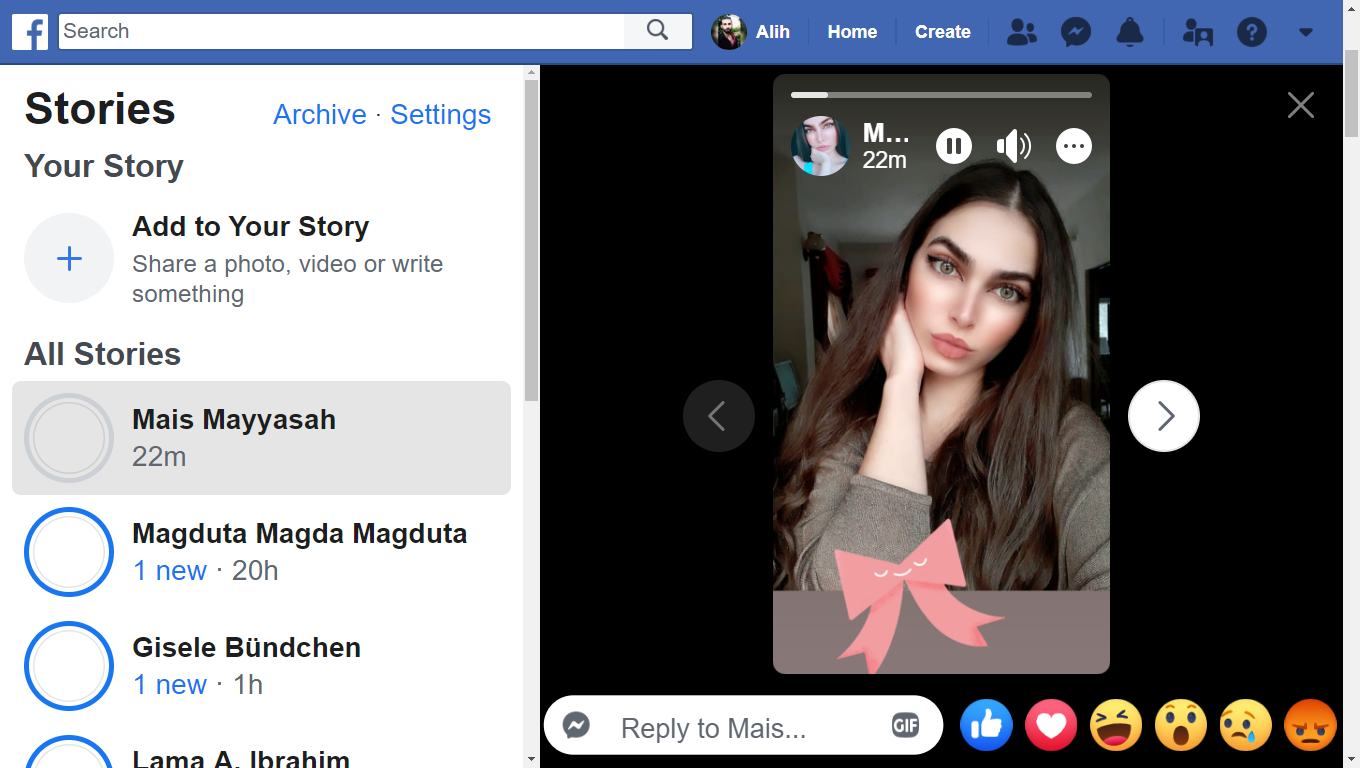 Search
Alih
Home
Create
Stories
Archive · Settings
Your Story
Add to Your Story
Share a photo, video or write
something
All Stories
Mais Mayyasah
22m
Magduta Magda Magduta
1 new · 20h
Gisele Bündchen
1 new · 1h
Lama A. Ibrahim
M...
22m
Reply to Mais...
GIF